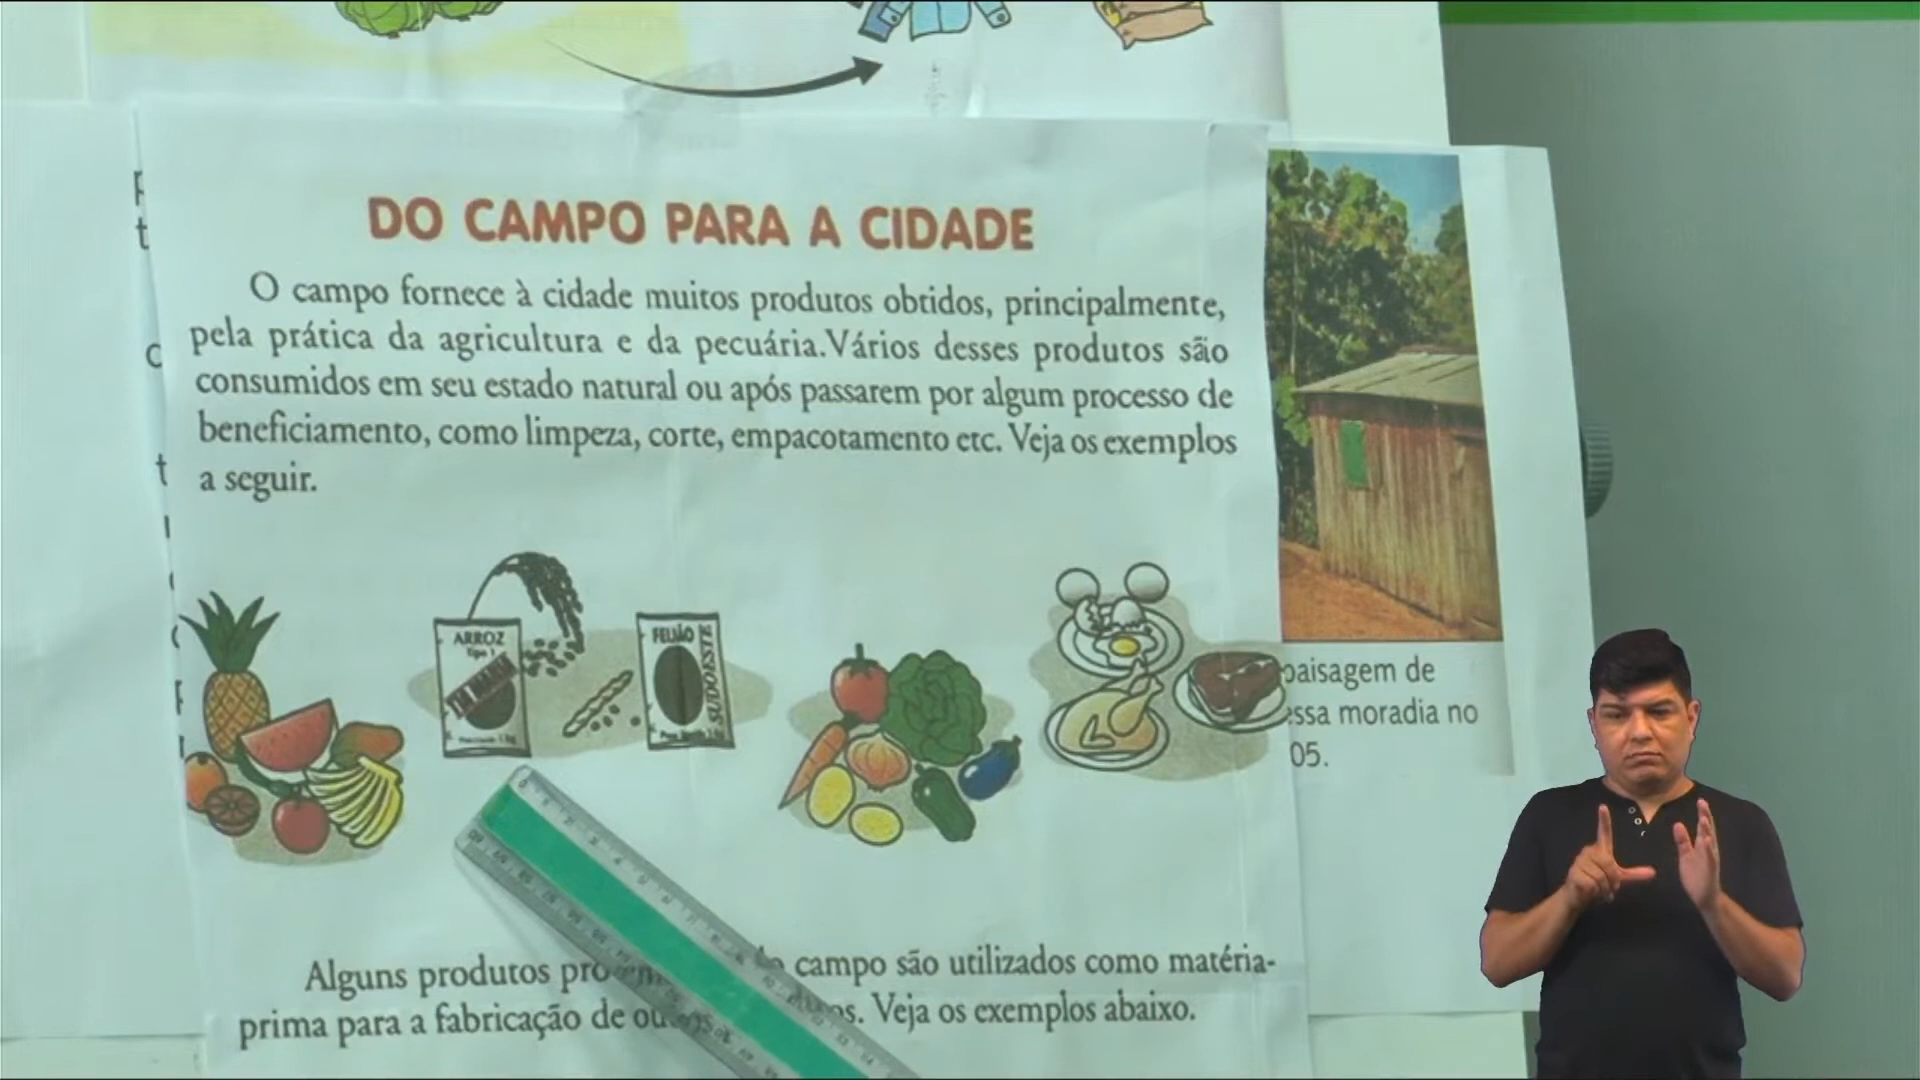 DO CAMPO PARA A CIDADE
O campo fornece à cidade muitos produtos obtidos, principalmente,
pela prática da agricultura e da pecuária.Vários desses produtos são
consumidos em seu estado natural ou após passarem por algum processo de
beneficiamento, como limpeza, corte, empacotamento etc. Veja os exemplos
a seguir.
ARROZ
Tipo 1
FEIJÃO
SUDOESTE
paisagem de
essa moradia no
05.
Alguns produtos campo são utilizados como matéria-
prima para a fabricação de Veja os exemplos abaixo.